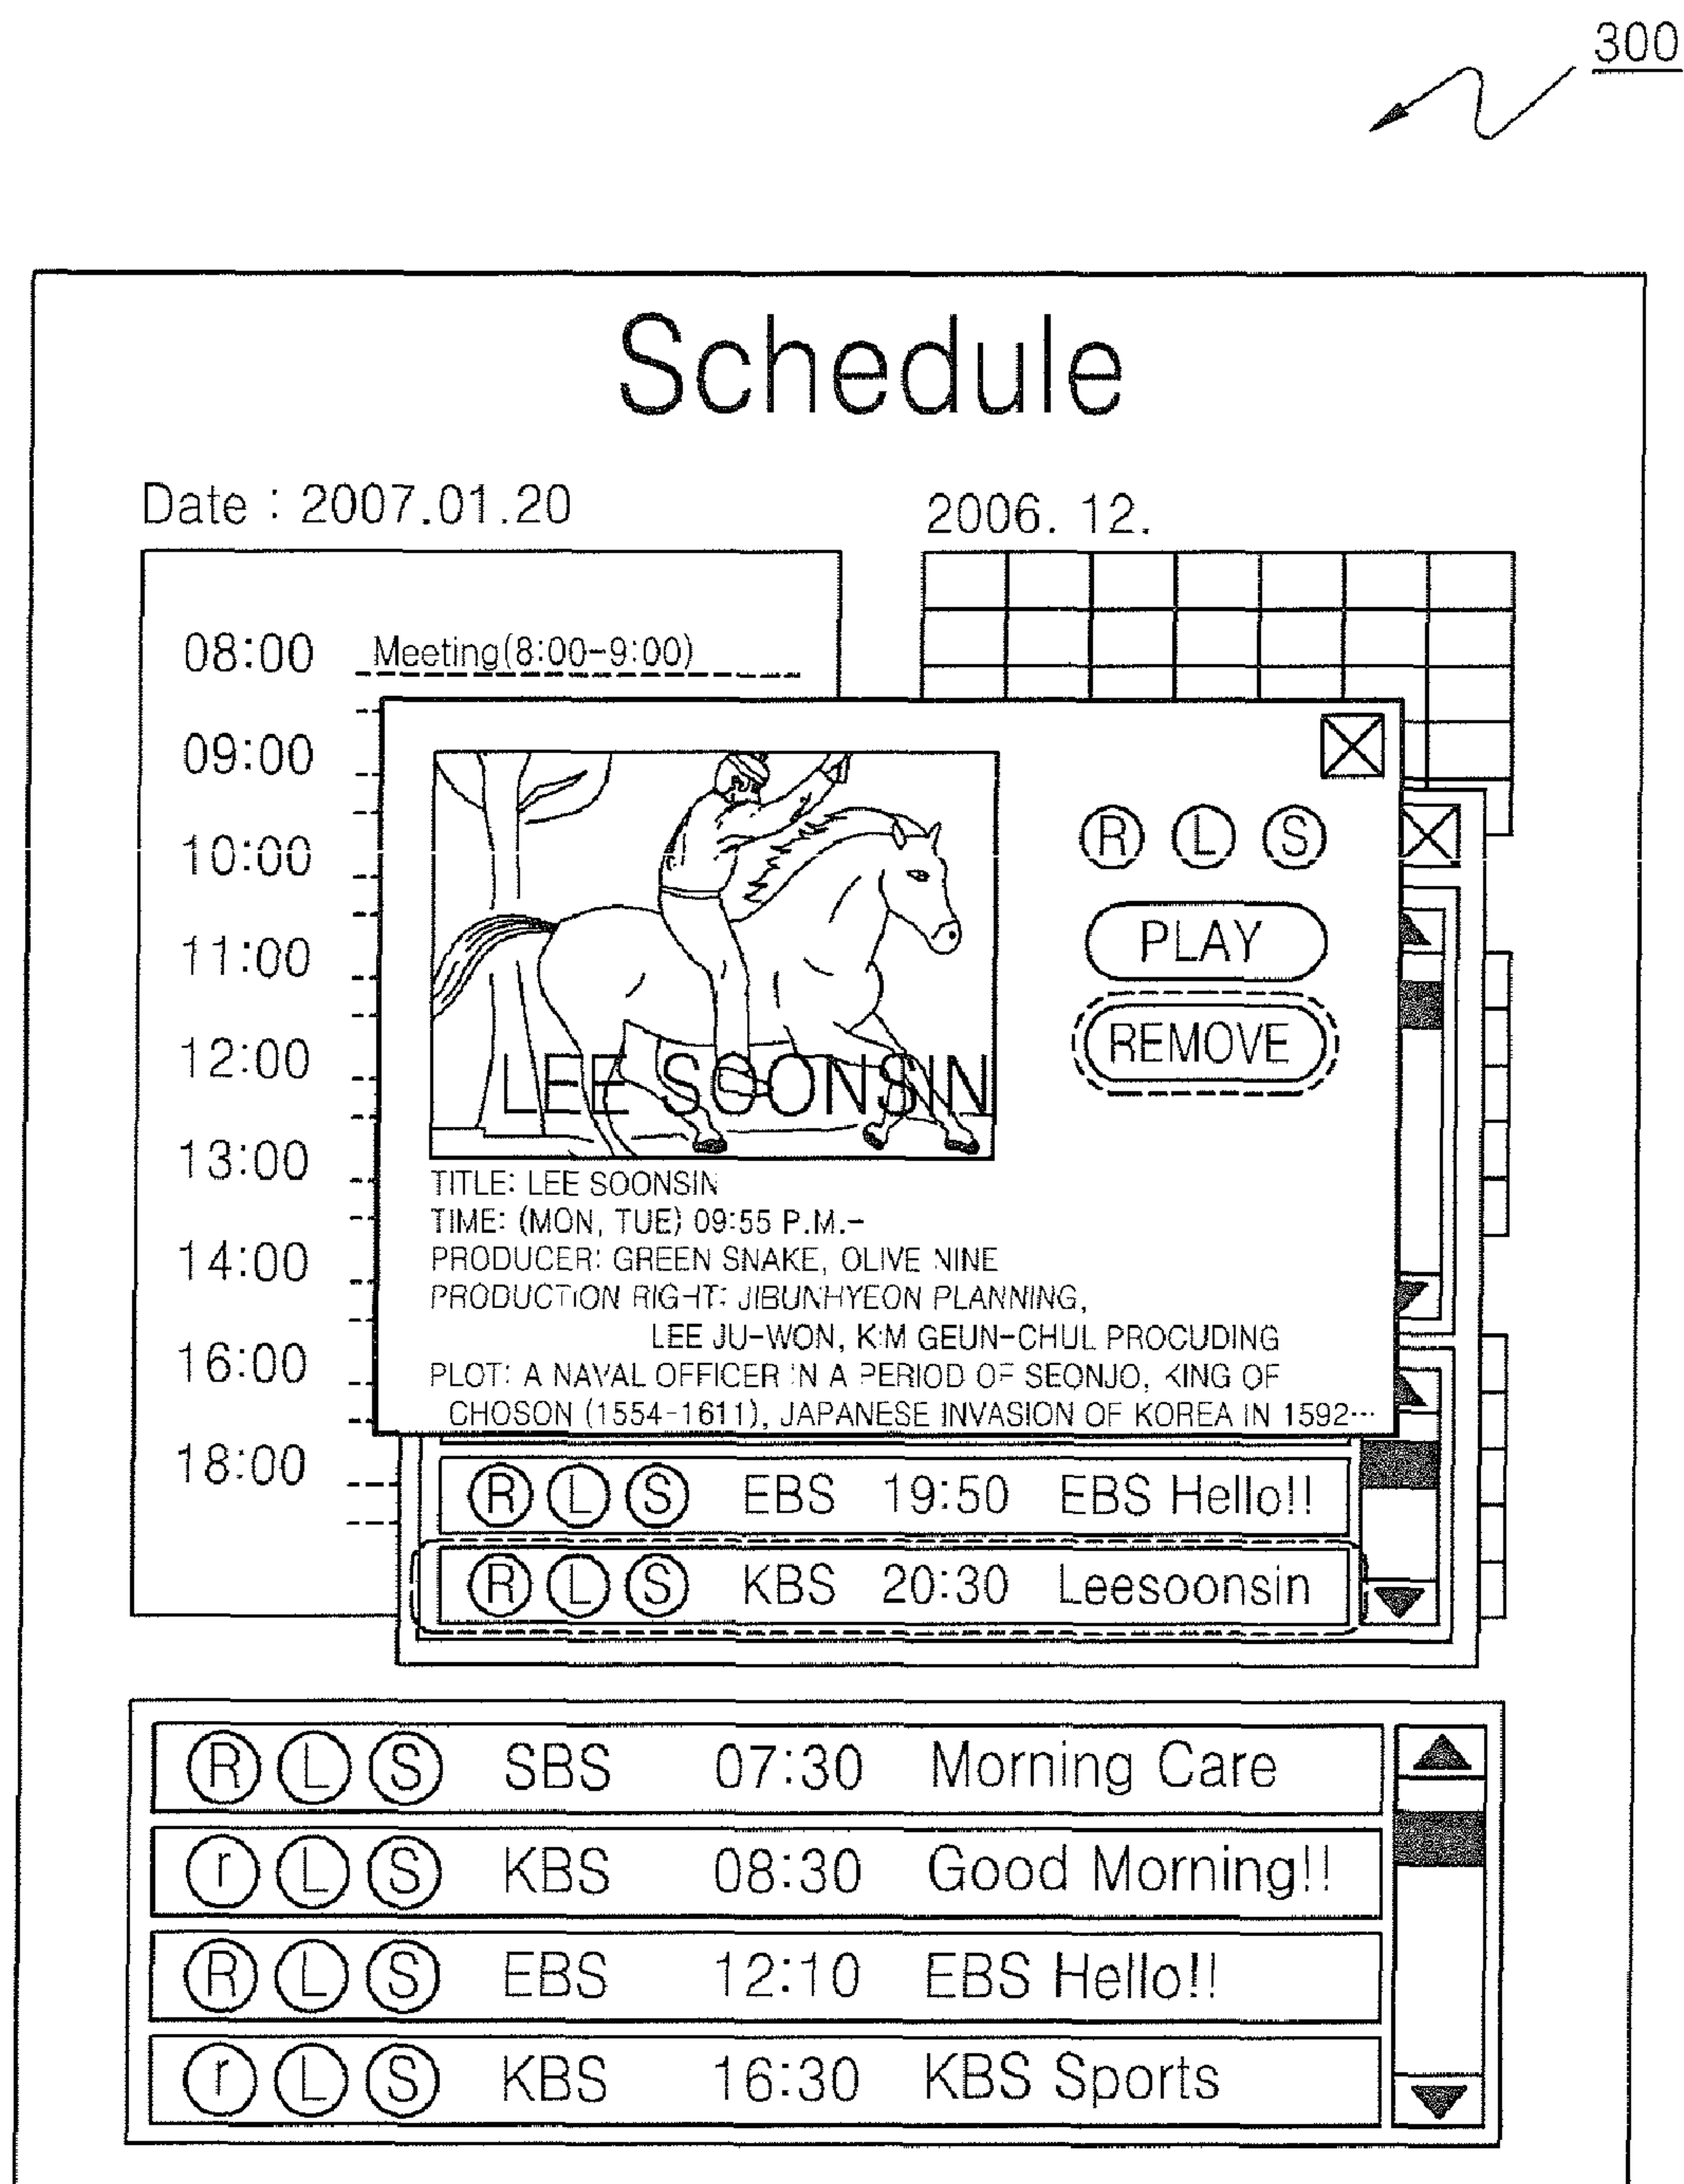 300
Schedule
Date : 2007.01.20
2006. 12.
08:00 Meeting(8:00-9:00)
09:00
10:00
11:00
12:00
13:00
14:00
16:00
18:00
R L S
PLAY
REMOVE
LEE SOONSIN
TITLE: LEE SOONSIN
TIME: (MON, TUE) 09:55 P.M.-
PRODUCER: GREEN SNAKE, OLIVE NINE
PRODUCTION RIGHT: JIBUNHYEON PLANNING,
LEE JU-WON, KIM GEUN-CHUL PROCUDING
PLOT: A NAVAL OFFICER IN A PERIOD OF SEONJO, KING OF
CHOSON (1554-1611), JAPANESE INVASION OF KOREA IN 1592…
R L S EBS 19:50 EBS Hello!!
R L S KBS 20:30 Leesoonsin
R L S SBS 07:30 Morning Care
r L S KBS 08:30 Good Morning!!
R L S EBS 12:10 EBS Hello!!
r L S KBS 16:30 KBS Sports